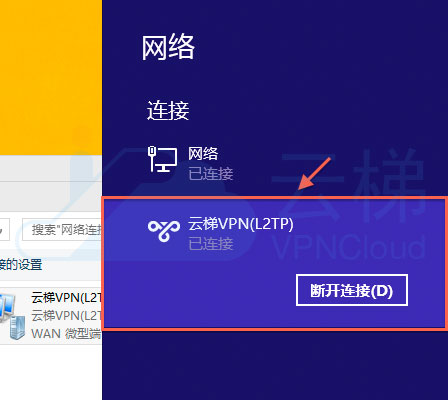 网络
连接
网络
已连接
云梯VPN(L2TP)
已连接
断开连接(D)
云梯
VPNCloud
搜索"网络连接
接的设置
云梯VPN(L2T
云梯VPN(L2T
WAN 微型端